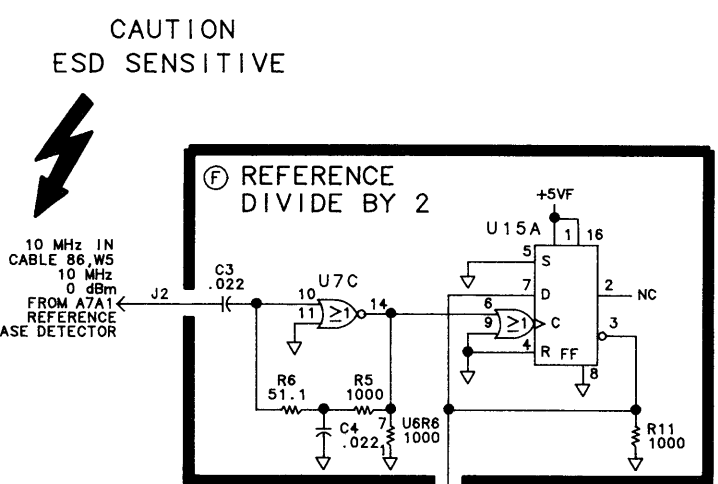 CAUTION
ESD SENSITIVE
F REFERENCE
DIVIDE BY 2
+5VF
U15A
1 16
10 MHz IN
CABLE 86,W5
10 MHz
0 dBm
FROM A7A1
REFERENCE
ASE DETECTOR
J2
C3
.022
U7C
10
11
≥1
14
5 S
7 D
6
9
≥1
C
4 R FF
2 NC
3
8
R6
51.1
R5
1000
C4
.022
7
1
U6R6
1000
R11
1000